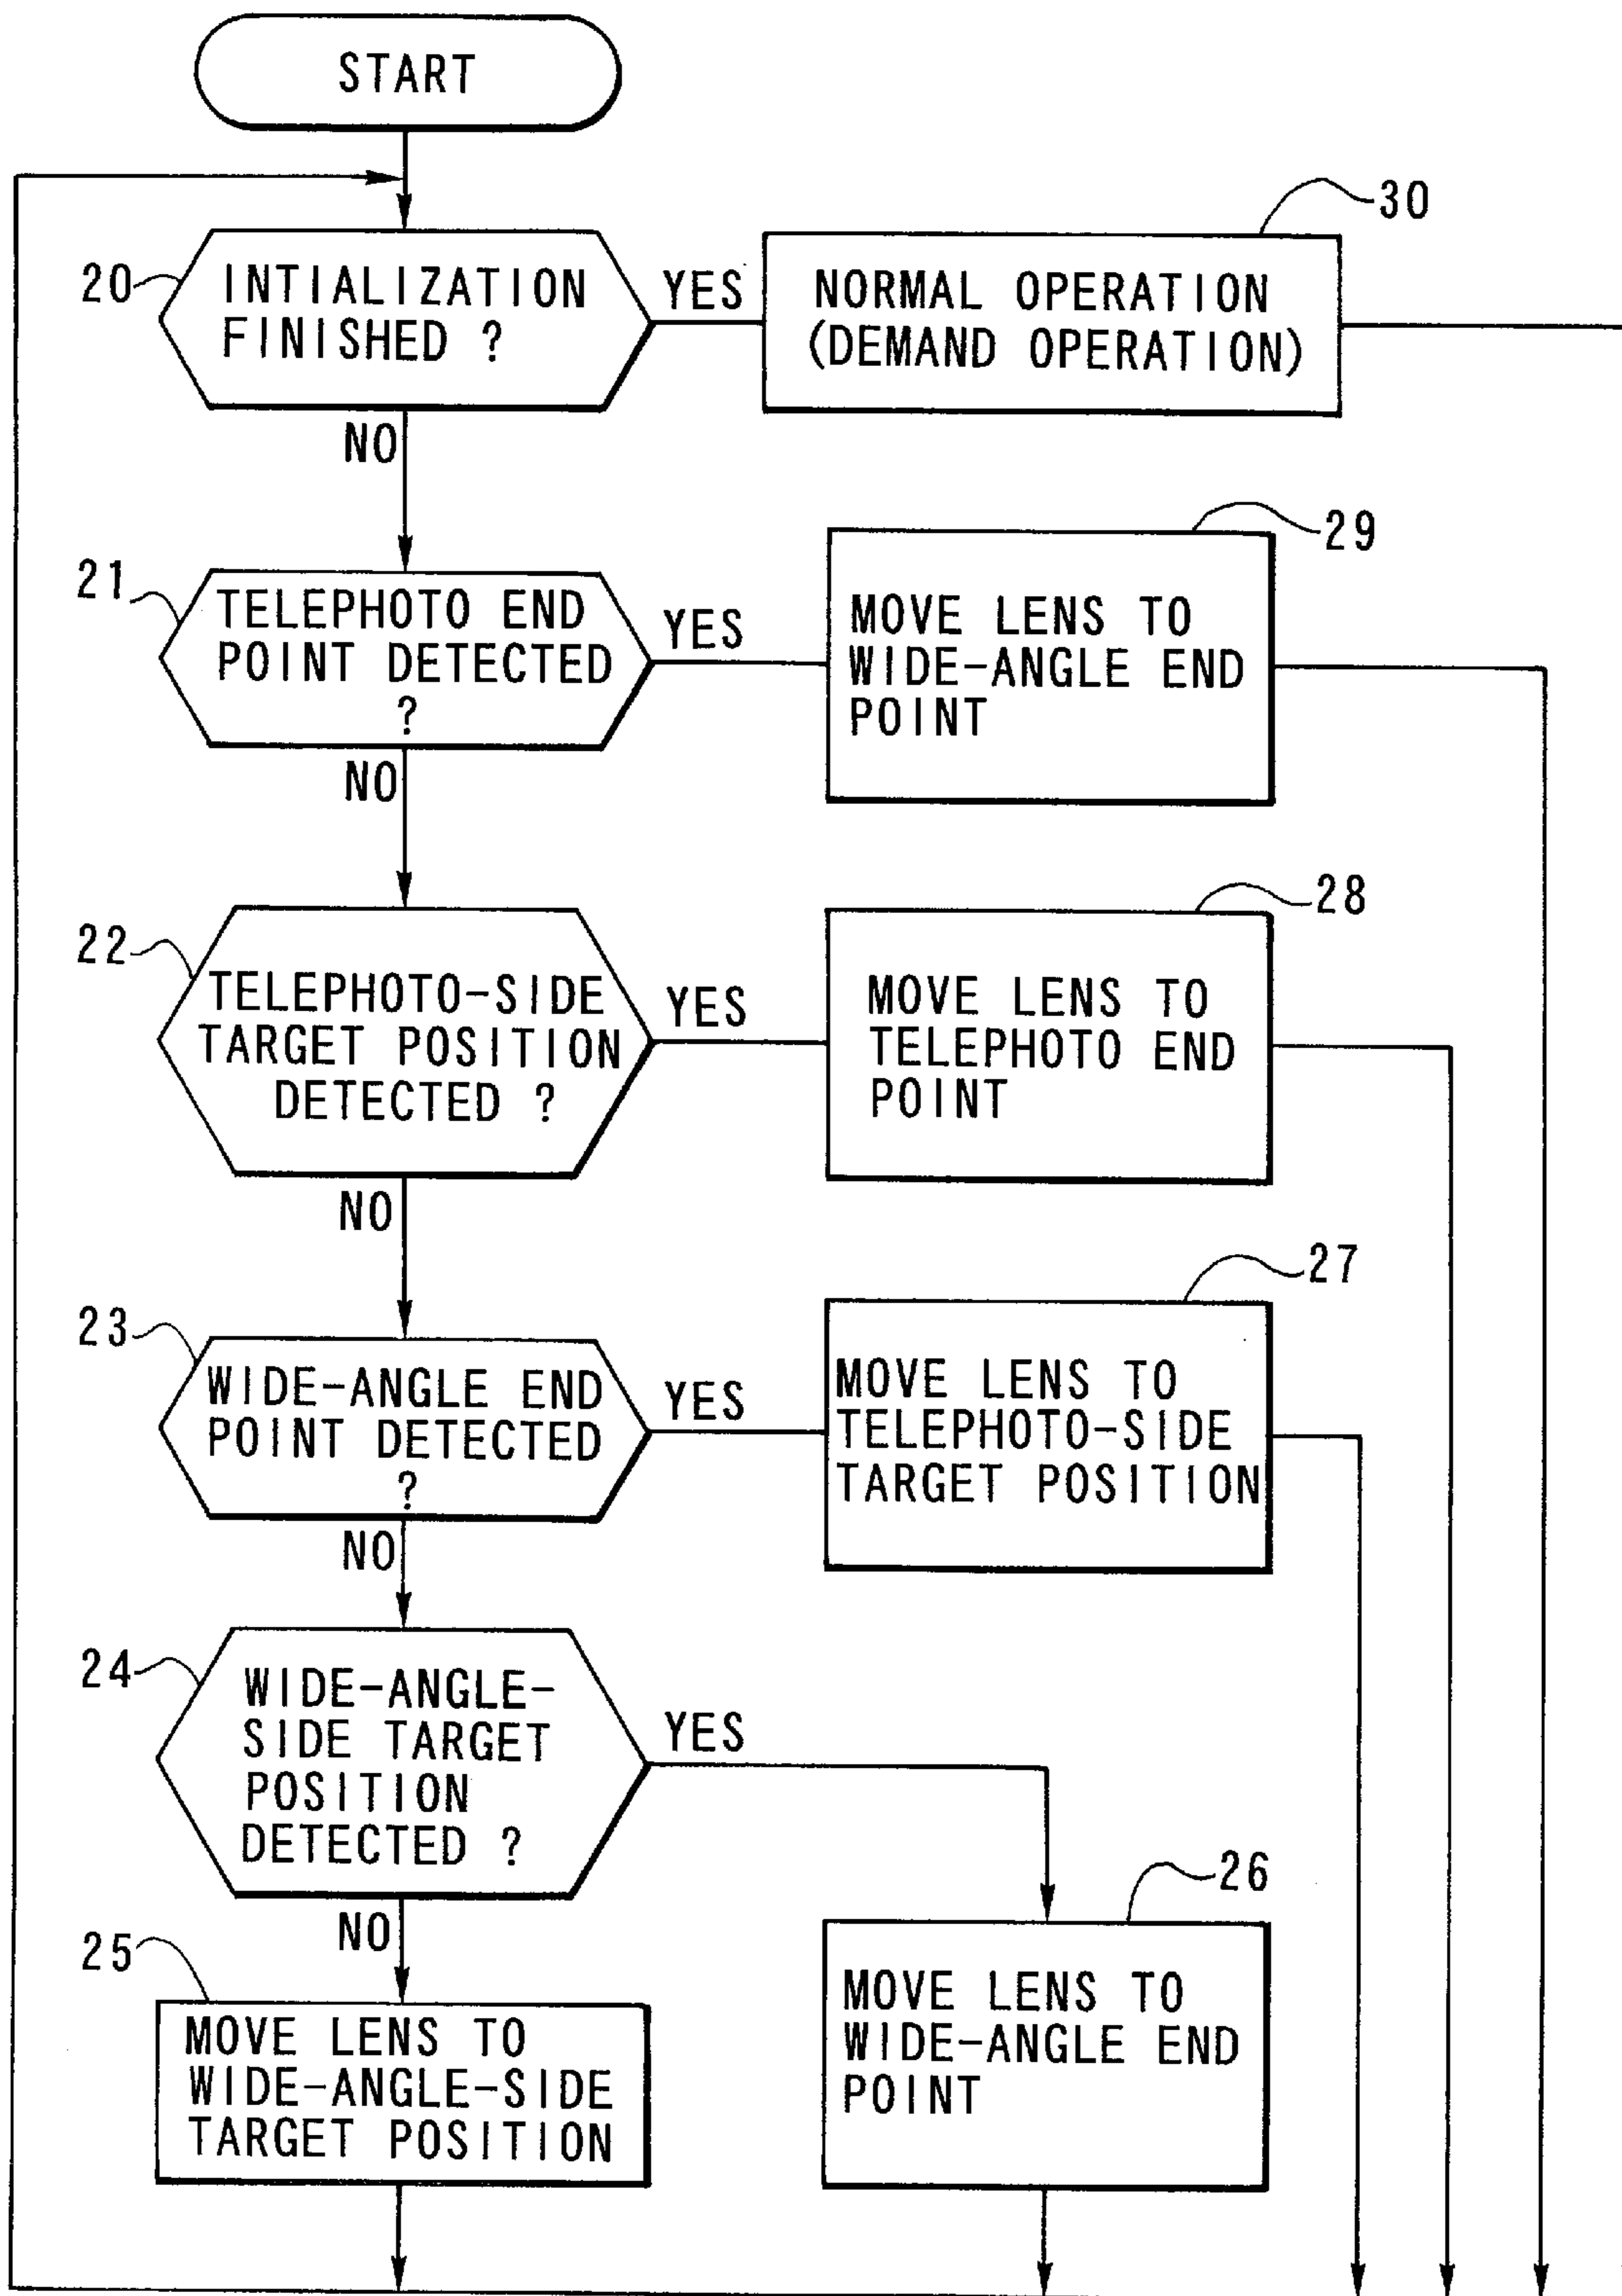 START
20
INTIALIZATION
FINISHED ?
YES
30
NORMAL OPERATION
(DEMAND OPERATION)
NO
21
TELEPHOTO END
POINT DETECTED
?
YES
29
MOVE LENS TO
WIDE-ANGLE END
POINT
NO
22
TELEPHOTO-SIDE
TARGET POSITION
DETECTED ?
YES
28
MOVE LENS TO
TELEPHOTO END
POINT
NO
23
WIDE-ANGLE END
POINT DETECTED
?
YES
27
MOVE LENS TO
TELEPHOTO-SIDE
TARGET POSITION
NO
24
WIDE-ANGLE-
SIDE TARGET
POSITION
DETECTED ?
YES
26
MOVE LENS TO
WIDE-ANGLE END
POINT
NO
25
MOVE LENS TO
WIDE-ANGLE-SIDE
TARGET POSITION